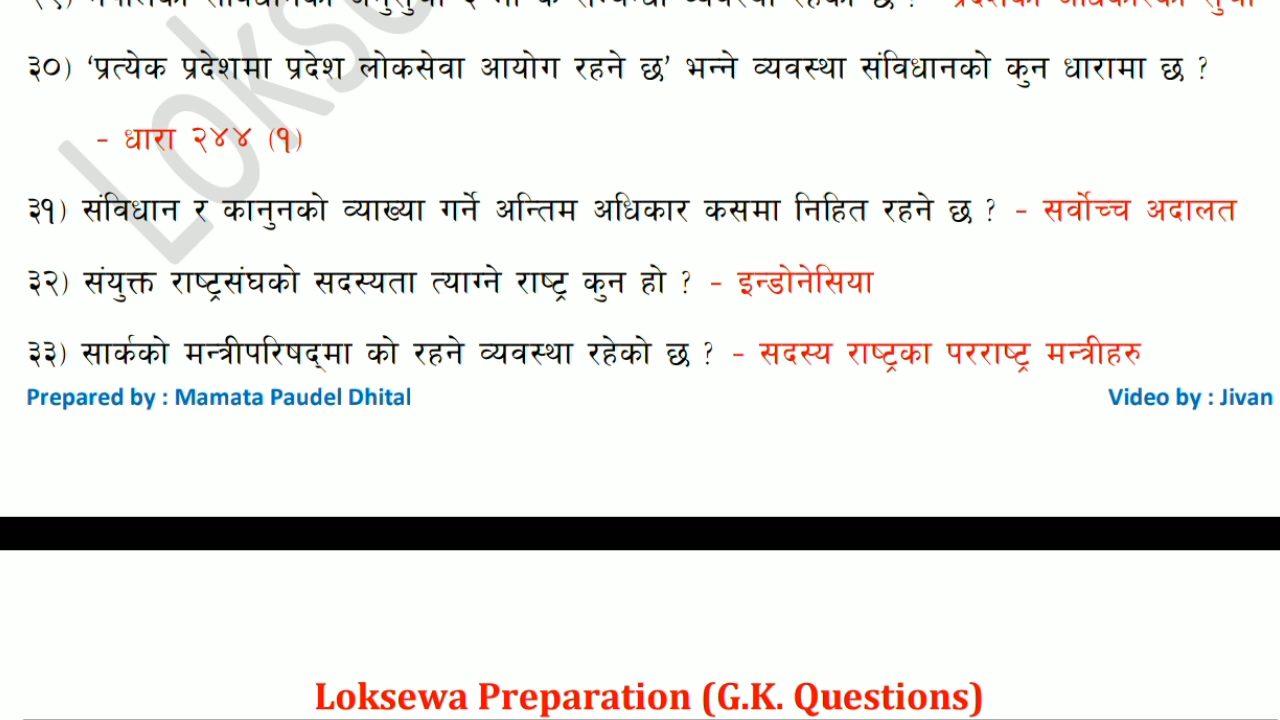 ३०) ‘प्रत्येक प्रदेशमा प्रदेश लोकसेवा आयोग रहने छ’ भन्ने व्यवस्था संविधानको कुन धारामा छ ?
- धारा २४४ (१)
३१) संविधान र कानुनको व्याख्या गर्ने अन्तिम अधिकार कसमा निहित रहने छ ? - सर्वोच्च अदालत
३२) संयुक्त राष्ट्रसंघको सदस्यता त्याग्ने राष्ट्र कुन हो ? - इन्डोनेसिया
३३) सार्कको मन्त्रीपरिषद्‌मा को रहने व्यवस्था रहेको छ ? - सदस्य राष्ट्रका परराष्ट्र मन्त्रीहरु
Prepared by : Mamata Paudel Dhital Video by : Jivan
Loksewa Preparation (G.K. Questions)